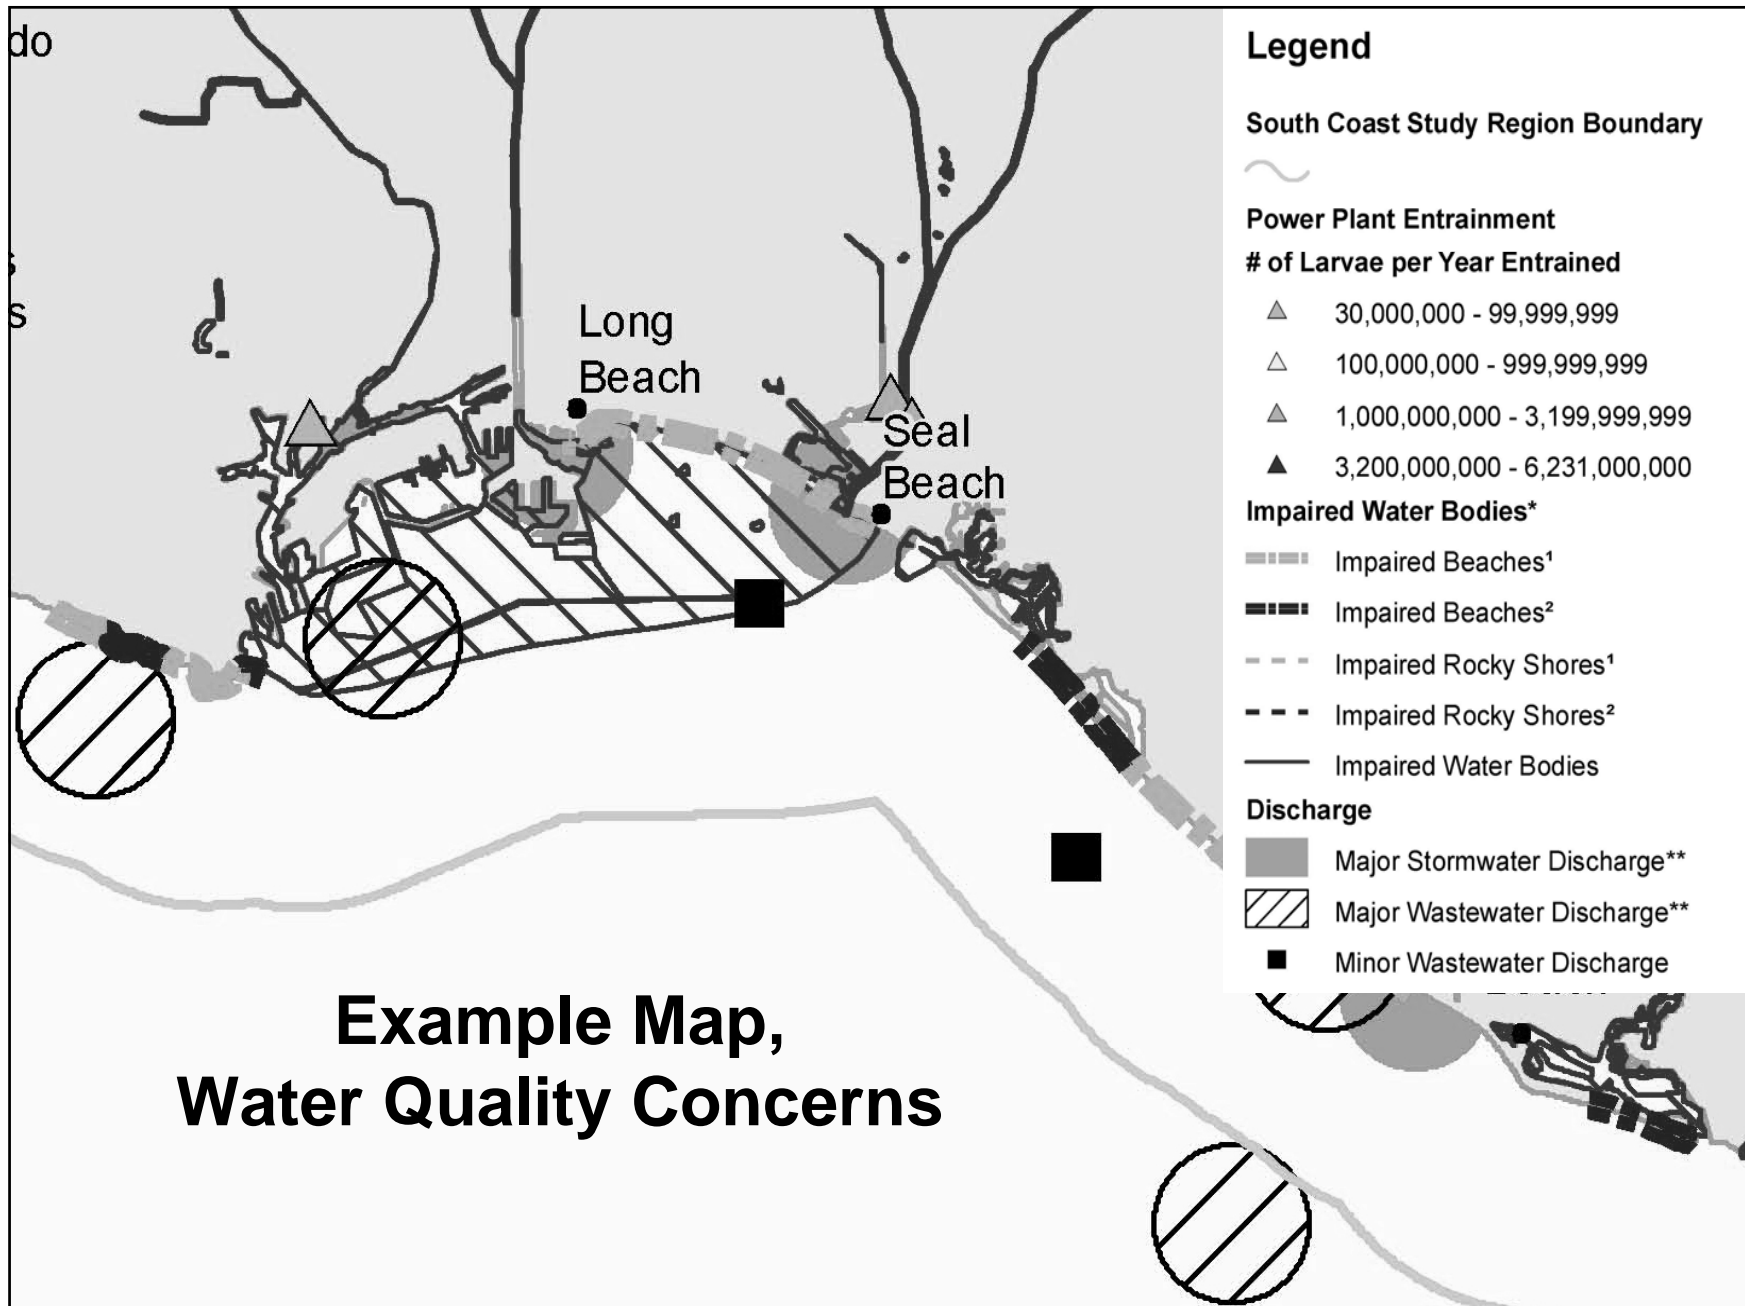 do
s
s
Long
Beach
Seal
Beach
Example Map,
Water Quality Concerns
Legend
South Coast Study Region Boundary
Power Plant Entrainment
# of Larvae per Year Entrained
30,000,000 - 99,999,999
100,000,000 - 999,999,999
1,000,000,000 - 3,199,999,999
3,200,000,000 - 6,231,000,000
Impaired Water Bodies*
Impaired Beaches¹
Impaired Beaches²
Impaired Rocky Shores¹
Impaired Rocky Shores²
Impaired Water Bodies
Discharge
Major Stormwater Discharge**
Major Wastewater Discharge**
Minor Wastewater Discharge